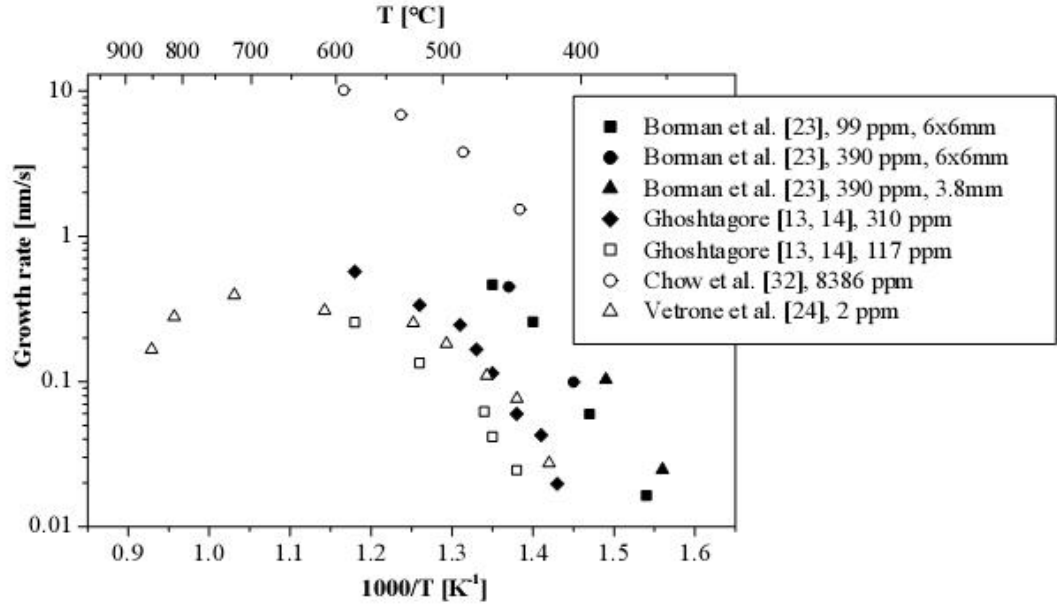 T [°C]
900 800 700 600 500 400
10
1
0.1
0.01
Growth rate [nm/s]
Borman et al. [23], 99 ppm, 6x6mm
Borman et al. [23], 390 ppm, 6x6mm
Borman et al. [23], 390 ppm, 3.8mm
Ghoshtagore [13, 14], 310 ppm
Ghoshtagore [13, 14], 117 ppm
Chow et al. [32], 8386 ppm
Vetrone et al. [24], 2 ppm
0.9 1.0 1.1 1.2 1.3 1.4 1.5 1.6
1000/T [K⁻¹]